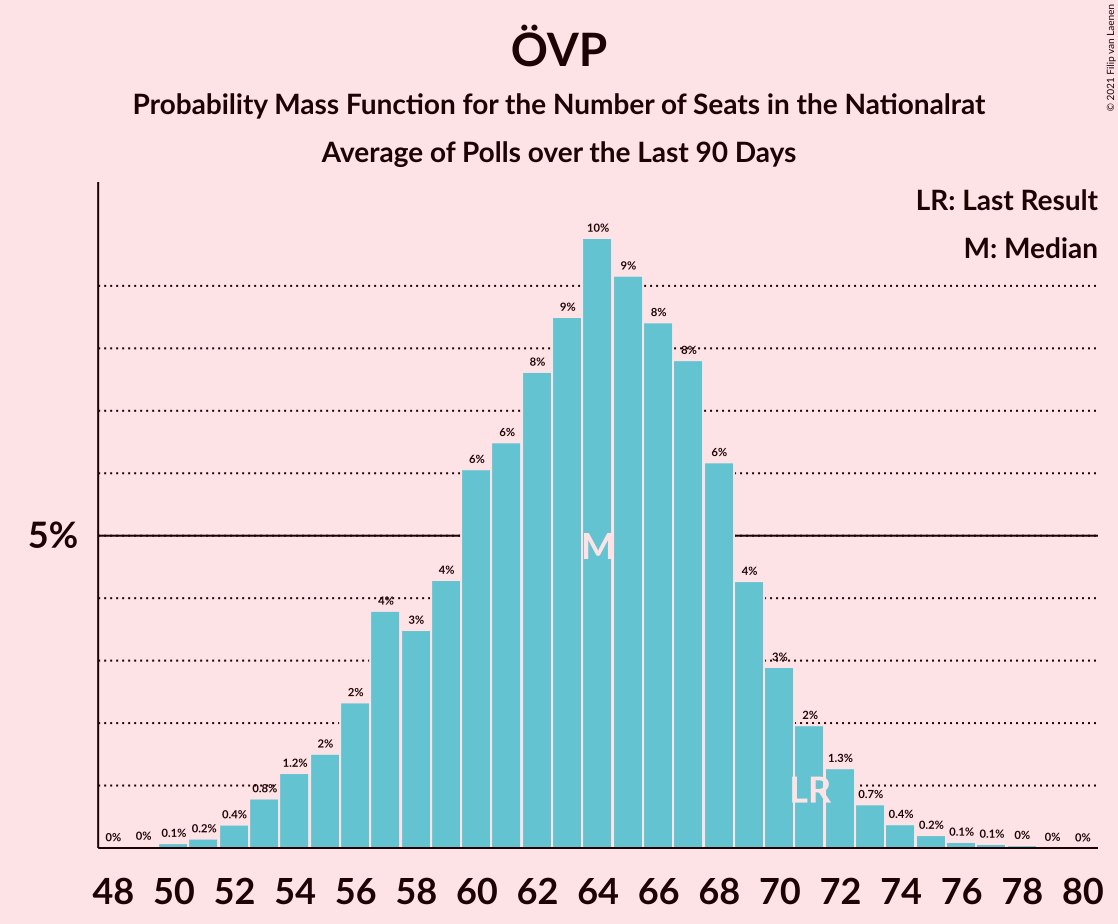 ÖVP
Probability Mass Function for the Number of Seats in the Nationalrat
Average of Polls over the Last 90 Days
© 2021 Filip van Laenen
LR: Last Result
M: Median
5%
0% 0% 0.1% 0.2% 0.4% 0.8% 1.2% 2% 2% 4% 3% 4% 6% 6% 8% 9% 10% 9% 8% 8% 6% 4% 3% 2% 1.3% 0.7% 0.4% 0.2% 0.1% 0.1% 0% 0% 0%
M
LR
48 50 52 54 56 58 60 62 64 66 68 70 72 74 76 78 80